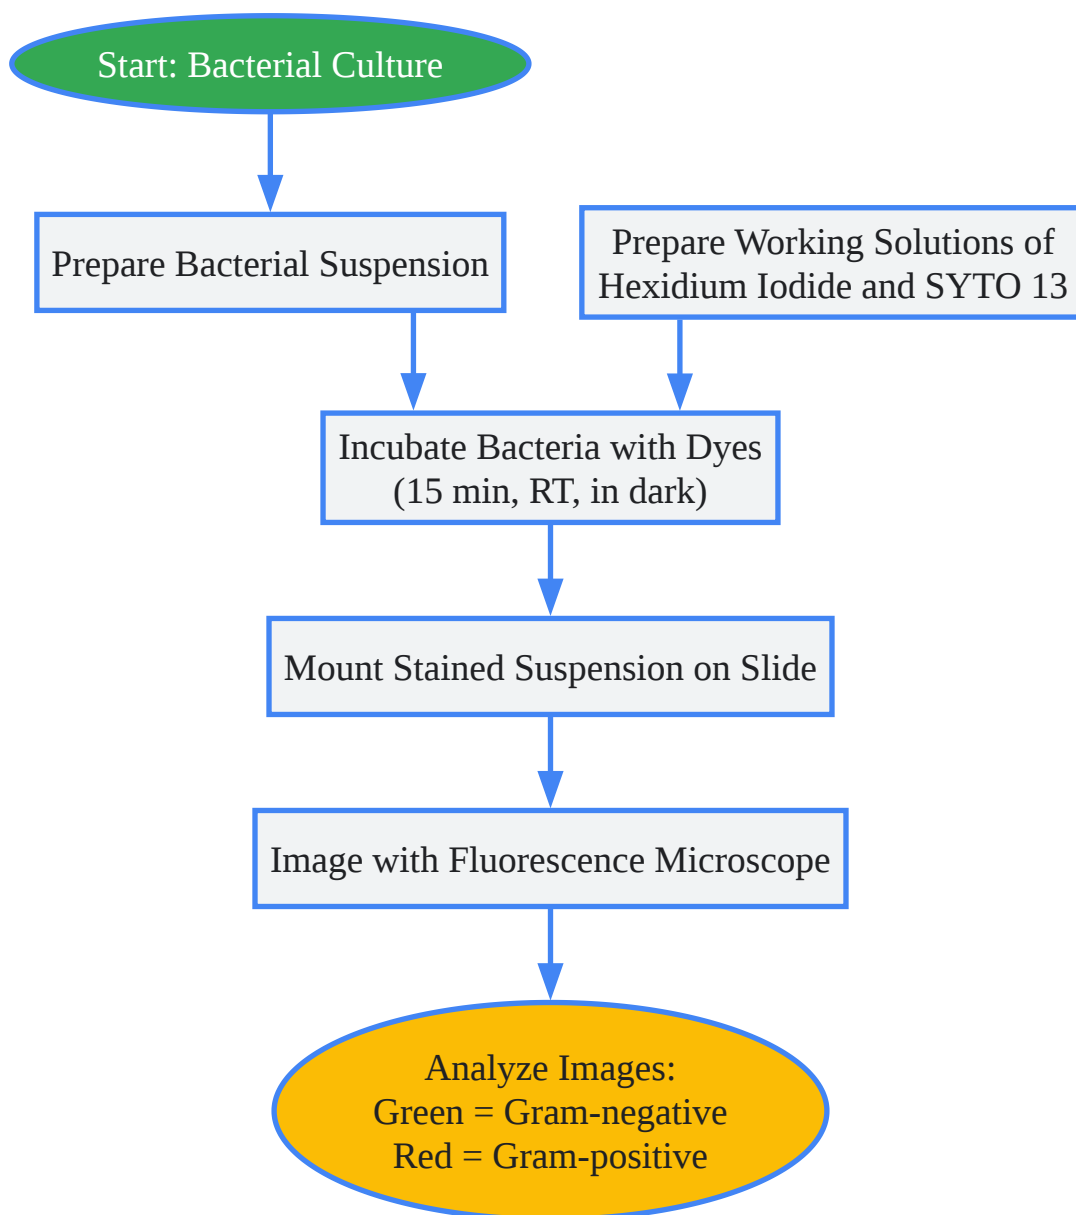 Start: Bacterial Culture
Prepare Bacterial Suspension
Prepare Working Solutions of
Hexidium Iodide and SYTO 13
Incubate Bacteria with Dyes
(15 min, RT, in dark)
Mount Stained Suspension on Slide
Image with Fluorescence Microscope
Analyze Images:
Green = Gram-negative
Red = Gram-positive